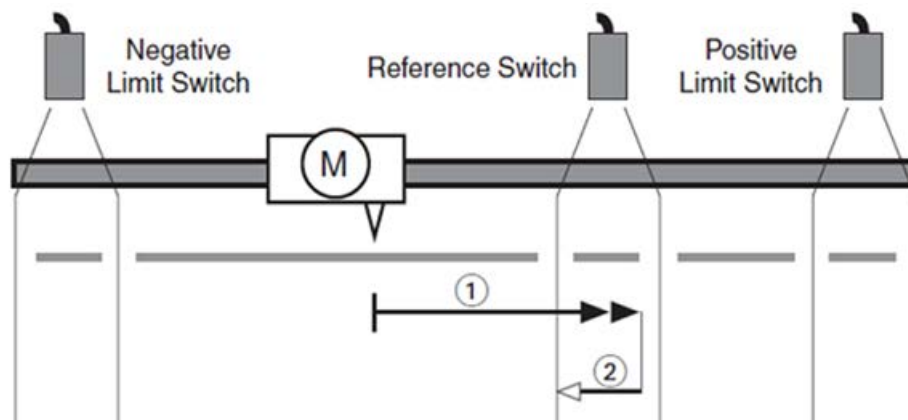 Negative
Limit Switch
Reference Switch
Positive
Limit Switch
M
1
2